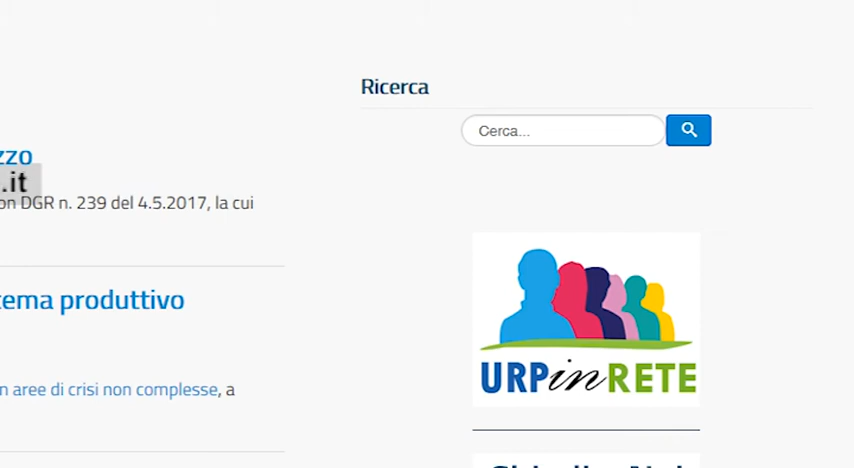 Ricerca
Cerca...
zzo
.it
on DGR n. 239 del 4.5.2017, la cui
tema produttivo
n aree di crisi non complesse, a
URPinRETE